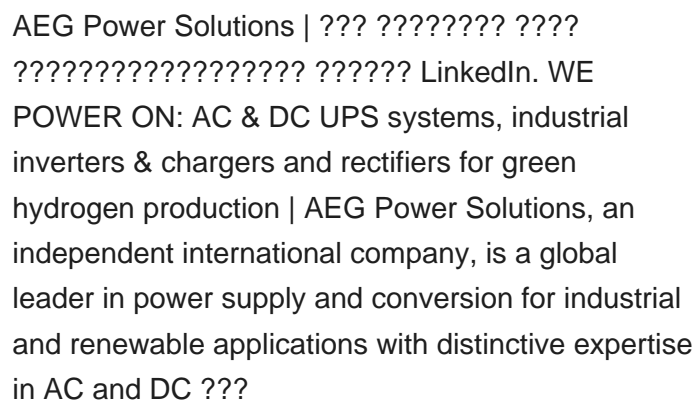 AEG Power Solutions | ??? ???????? ????
?????????????????? ?????? LinkedIn. WE
POWER ON: AC & DC UPS systems, industrial
inverters & chargers and rectifiers for green
hydrogen production | AEG Power Solutions, an
independent international company, is a global
leader in power supply and conversion for industrial
and renewable applications with distinctive expertise
in AC and DC ???